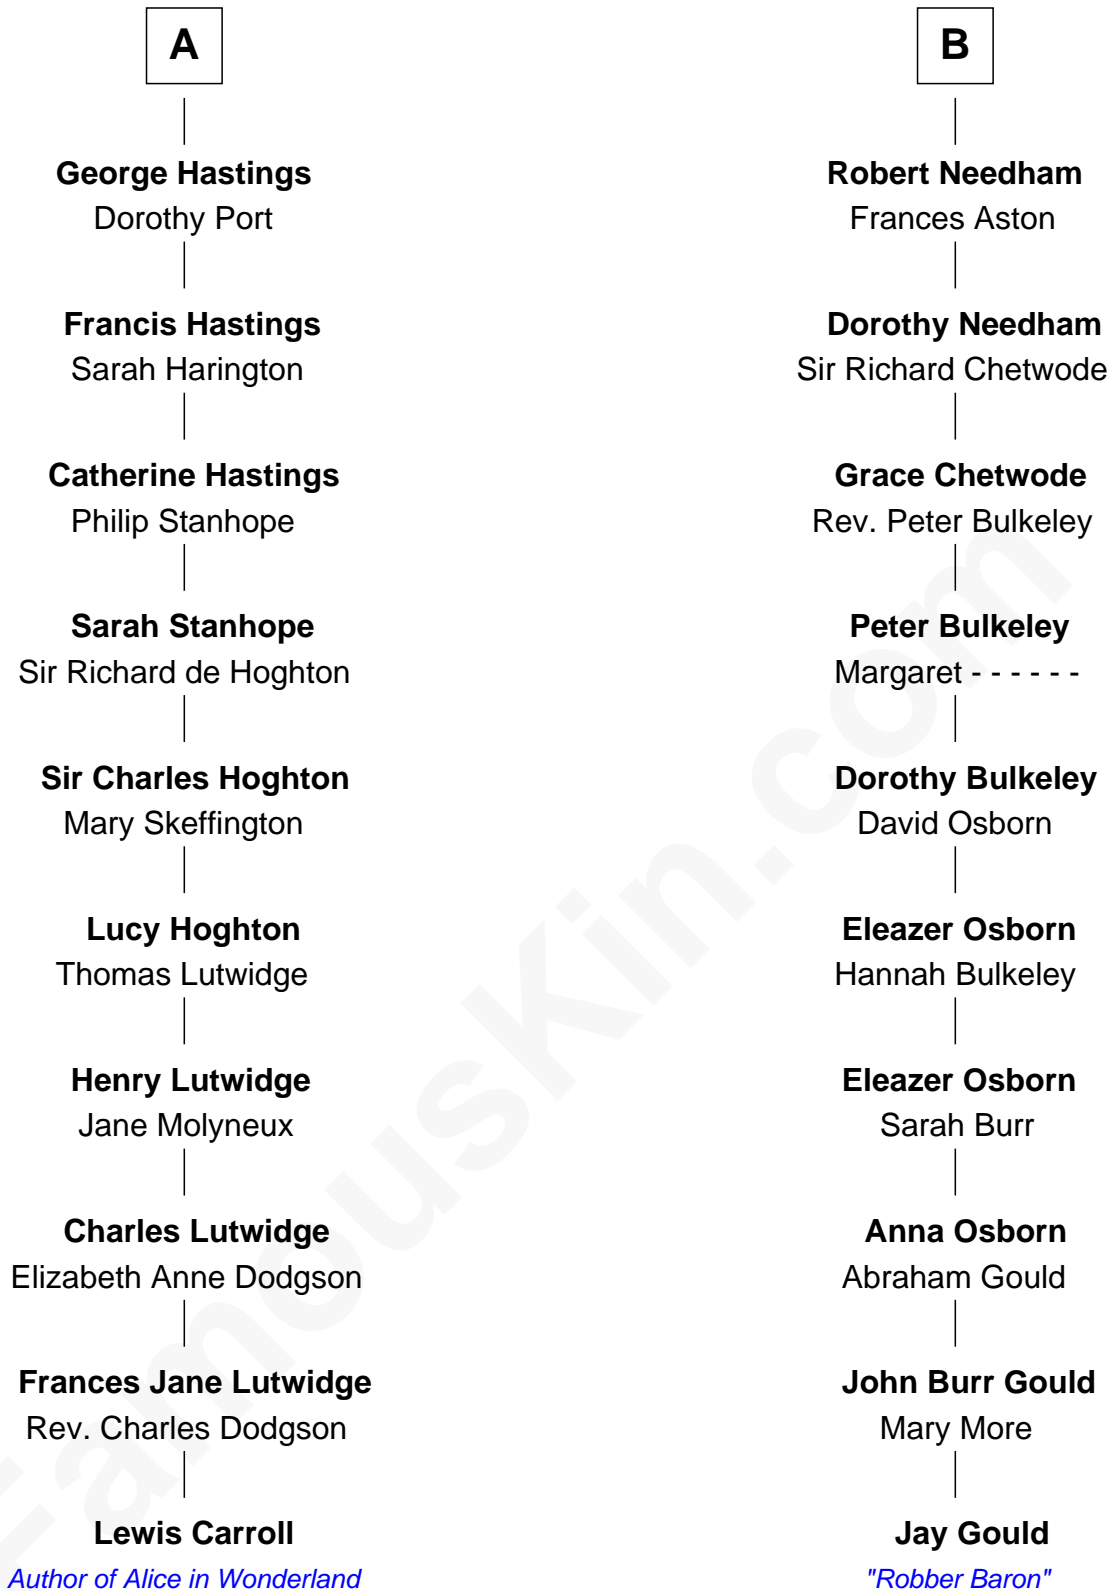 A
George Hastings
Dorothy Port
Francis Hastings
Sarah Harington
Catherine Hastings
Philip Stanhope
Sarah Stanhope
Sir Richard de Hoghton
Sir Charles Hoghton
Mary Skeffington
Lucy Hoghton
Thomas Lutwidge
Henry Lutwidge
Jane Molyneux
Charles Lutwidge
Elizabeth Anne Dodgson
Frances Jane Lutwidge
Rev. Charles Dodgson
Lewis Carroll
Author of Alice in Wonderland
B
Robert Needham
Frances Aston
Dorothy Needham
Sir Richard Chetwode
Grace Chetwode
Rev. Peter Bulkeley
Peter Bulkeley
Margaret - - - - - -
Dorothy Bulkeley
David Osborn
Eleazer Osborn
Hannah Bulkeley
Eleazer Osborn
Sarah Burr
Anna Osborn
Abraham Gould
John Burr Gould
Mary More
Jay Gould
"Robber Baron"
FamousKin.com